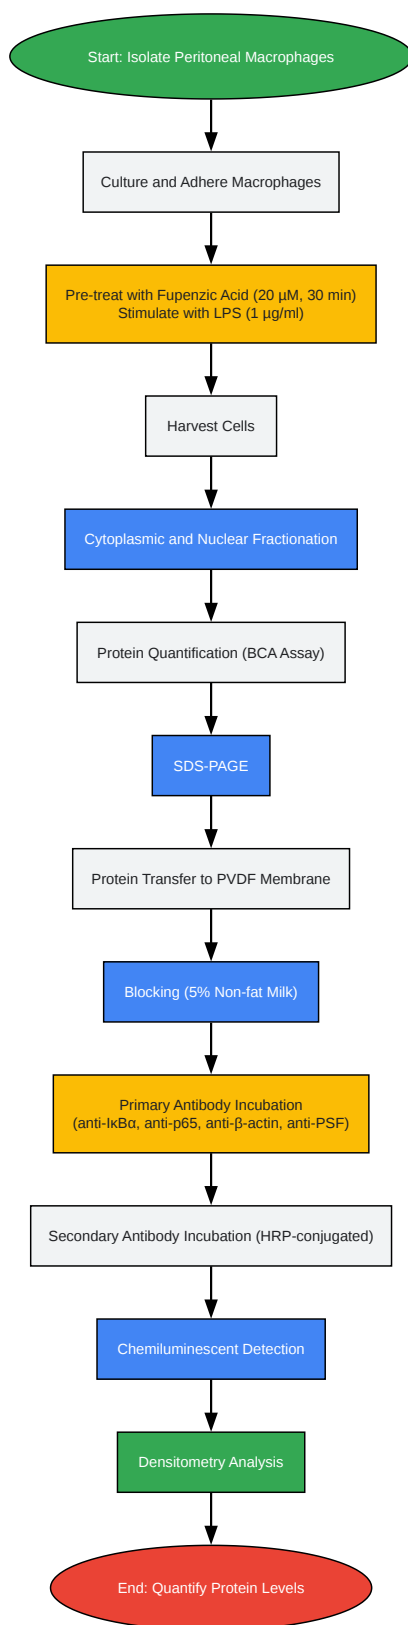 Start: Isolate Peritoneal Macrophages
Culture and Adhere Macrophages
Pre-treat with Fupenzic Acid (20 µM, 30 min)
Stimulate with LPS (1 µg/ml)
Harvest Cells
Cytoplasmic and Nuclear Fractionation
Protein Quantification (BCA Assay)
SDS-PAGE
Protein Transfer to PVDF Membrane
Blocking (5% Non-fat Milk)
Primary Antibody Incubation
(anti-IκBα, anti-p65, anti-β-actin, anti-PSF)
Secondary Antibody Incubation (HRP-conjugated)
Chemiluminescent Detection
Densitometry Analysis
End: Quantify Protein Levels